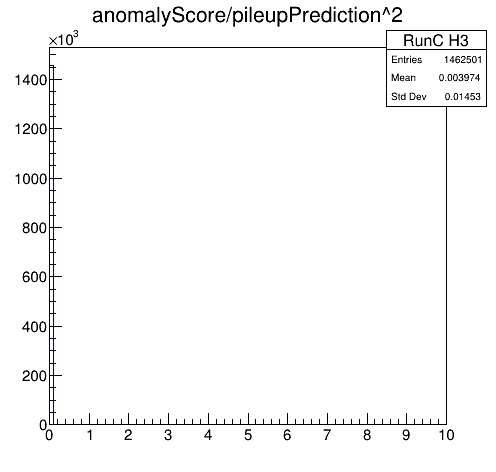 anomalyScore/pileupPrediction^2
×10³
RunC H3
Entries 1462501
Mean 0.003974
Std Dev 0.01453
1400
1200
1000
800
600
400
200
0
0 1 2 3 4 5 6 7 8 9 10